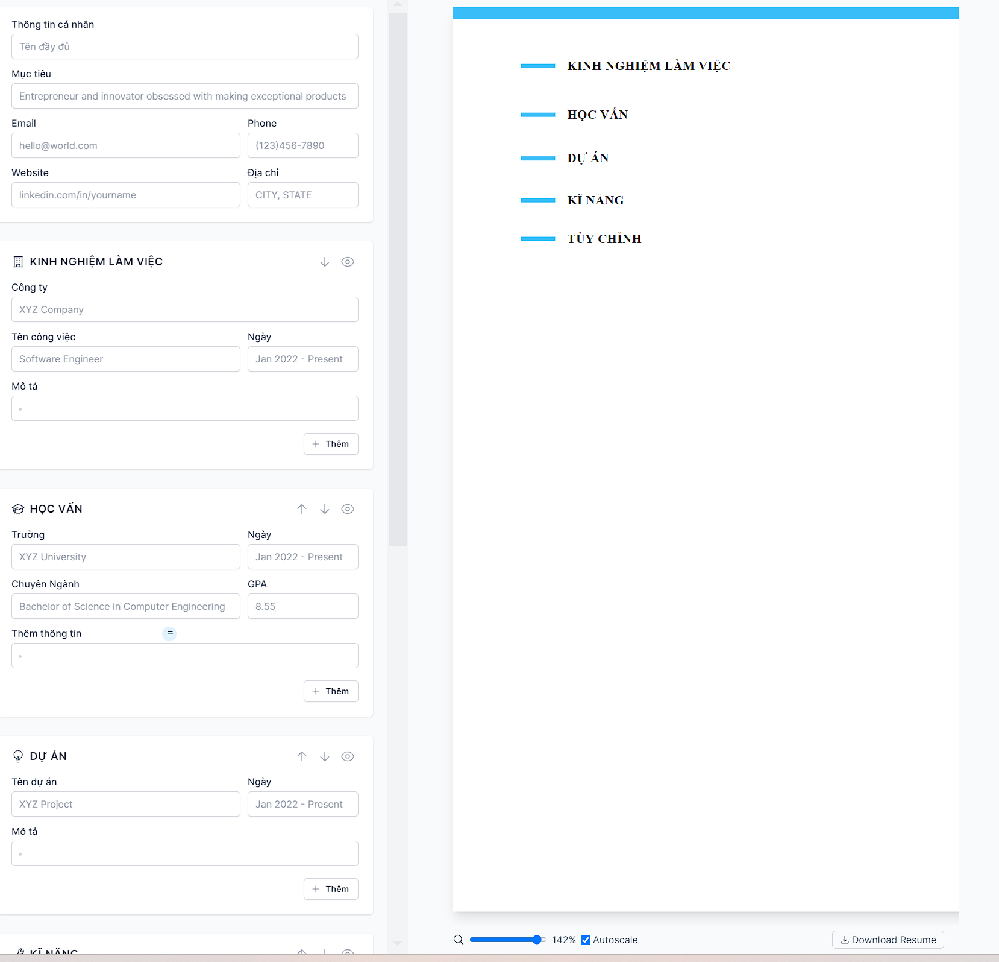 Thông tin cá nhân
Tên đầy đủ
Mục tiêu
Entrepreneur and innovator obsessed with making exceptional products
Email
Phone
hello@world.com
(123)456-7890
Website
Địa chỉ
linkedin.com/in/yourname
CITY, STATE
KINH NGHIỆM LÀM VIỆC
Công ty
XYZ Company
Tên công việc
Ngày
Software Engineer
Jan 2022 - Present
Mô tả
Thêm
HỌC VẤN
Trường
Ngày
XYZ University
Jan 2022 - Present
Chuyên Ngành
GPA
Bachelor of Science in Computer Engineering
8.55
Thêm thông tin
Thêm
DỰ ÁN
Tên dự án
Ngày
XYZ Project
Jan 2022 - Present
Mô tả
Thêm
KĨ NĂNG
KINH NGHIỆM LÀM VIỆC
HỌC VẤN
DỰ ÁN
KĨ NĂNG
TÙY CHỈNH
142%
Autoscale
Download Resume